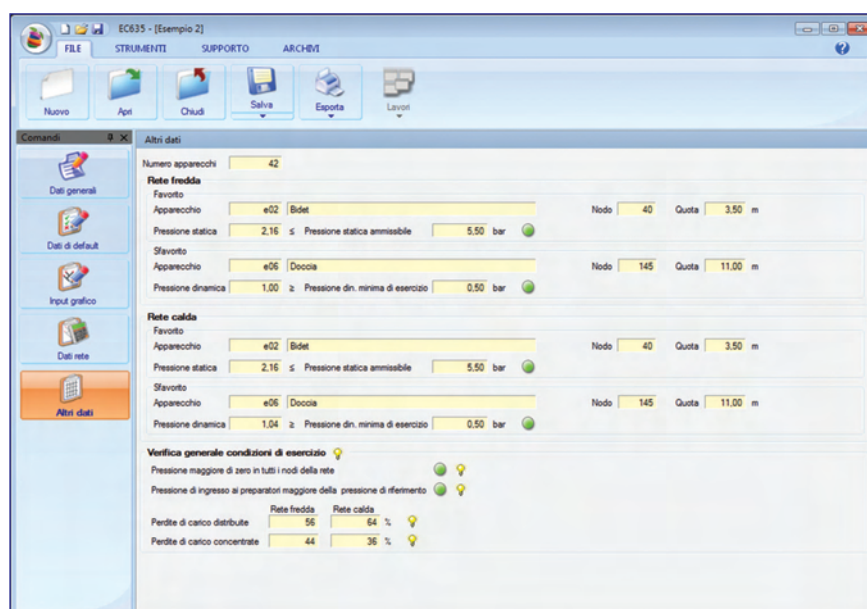 EC635 - [Esempio 2]
FILE STRUMENTI SUPPORTO ARCHIVI
Nuovo Apri Chiudi Salva Esporta Lavori
Comandi
Dati generali
Dati di default
Input grafico
Dati rete
Altri dati
Altri dati
Numero apparecchi 42
Rete fredda
Favorito
Apparecchio e02 Bidet Nodo 40 Quota 3,50 m
Pressione statica 2,16 ≤ Pressione statica ammissibile 5,50 bar
Sfavorito
Apparecchio e06 Doccia Nodo 145 Quota 11,00 m
Pressione dinamica 1,00 ≥ Pressione din. minima di esercizio 0,50 bar
Rete calda
Favorito
Apparecchio e02 Bidet Nodo 40 Quota 3,50 m
Pressione statica 2,16 ≤ Pressione statica ammissibile 5,50 bar
Sfavorito
Apparecchio e06 Doccia Nodo 145 Quota 11,00 m
Pressione dinamica 1,04 ≥ Pressione din. minima di esercizio 0,50 bar
Verifica generale condizioni di esercizio
Pressione maggiore di zero in tutti i nodi della rete
Pressione di ingresso ai preparatori maggiore della pressione di riferimento
Rete fredda Rete calda
Perdite di carico distribuite 56 64 %
Perdite di carico concentrate 44 36 %